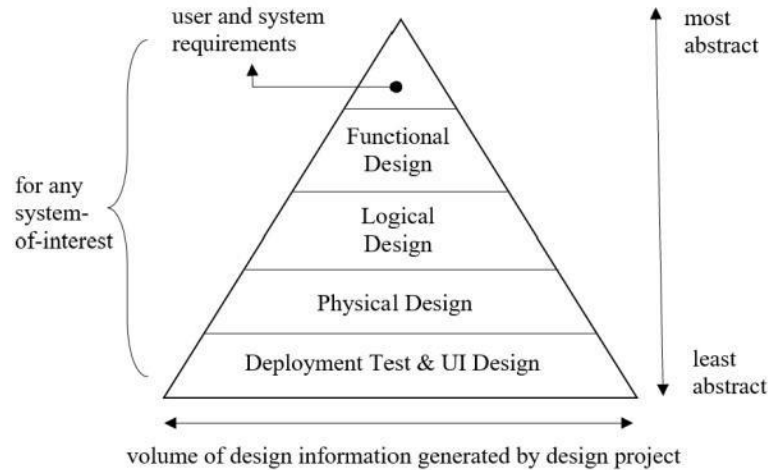 user and system
requirements
most
abstract
Functional
Design
for any
system-
of-interest
Logical
Design
Physical Design
Deployment Test & UI Design
least
abstract
volume of design information generated by design project